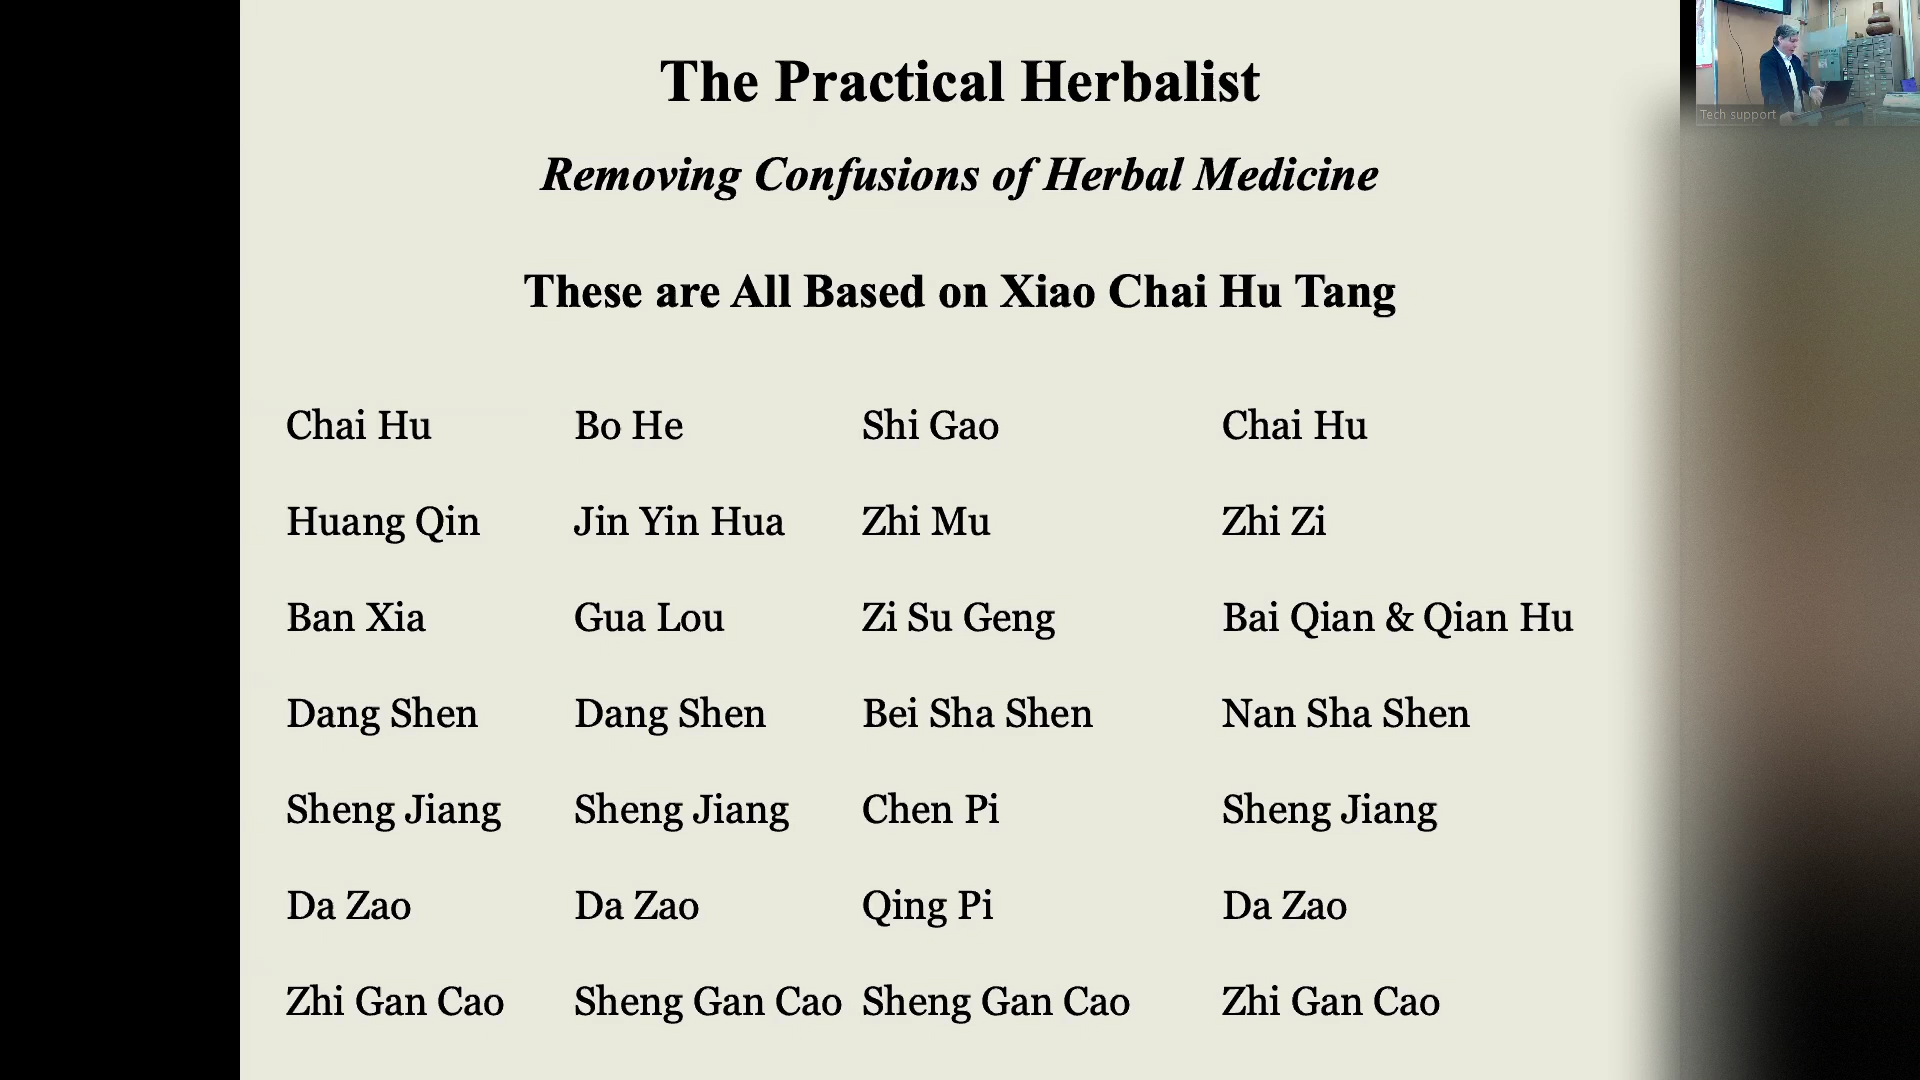 The Practical Herbalist
Removing Confusions of Herbal Medicine
These are All Based on Xiao Chai Hu Tang
Chai Hu Bo He Shi Gao Chai Hu
Huang Qin Jin Yin Hua Zhi Mu Zhi Zi
Ban Xia Gua Lou Zi Su Geng Bai Qian & Qian Hu
Dang Shen Dang Shen Bei Sha Shen Nan Sha Shen
Sheng Jiang Sheng Jiang Chen Pi Sheng Jiang
Da Zao Da Zao Qing Pi Da Zao
Zhi Gan Cao Sheng Gan Cao Sheng Gan Cao Zhi Gan Cao
Tech support